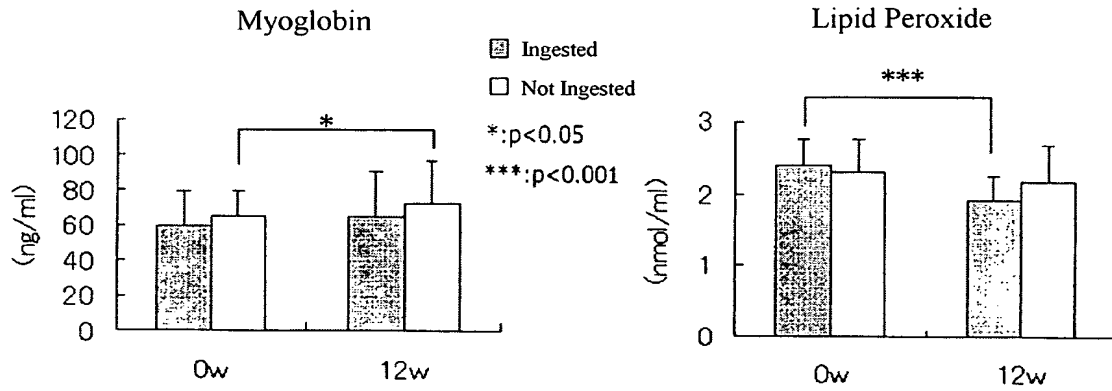 Myoglobin
(ng/ml)
120
100
80
60
40
20
0
*
0w
12w
Ingested
Not Ingested
*:p<0.05
***:p<0.001
Lipid Peroxide
(nmol/ml)
3
2
1
0
***
0w
12w